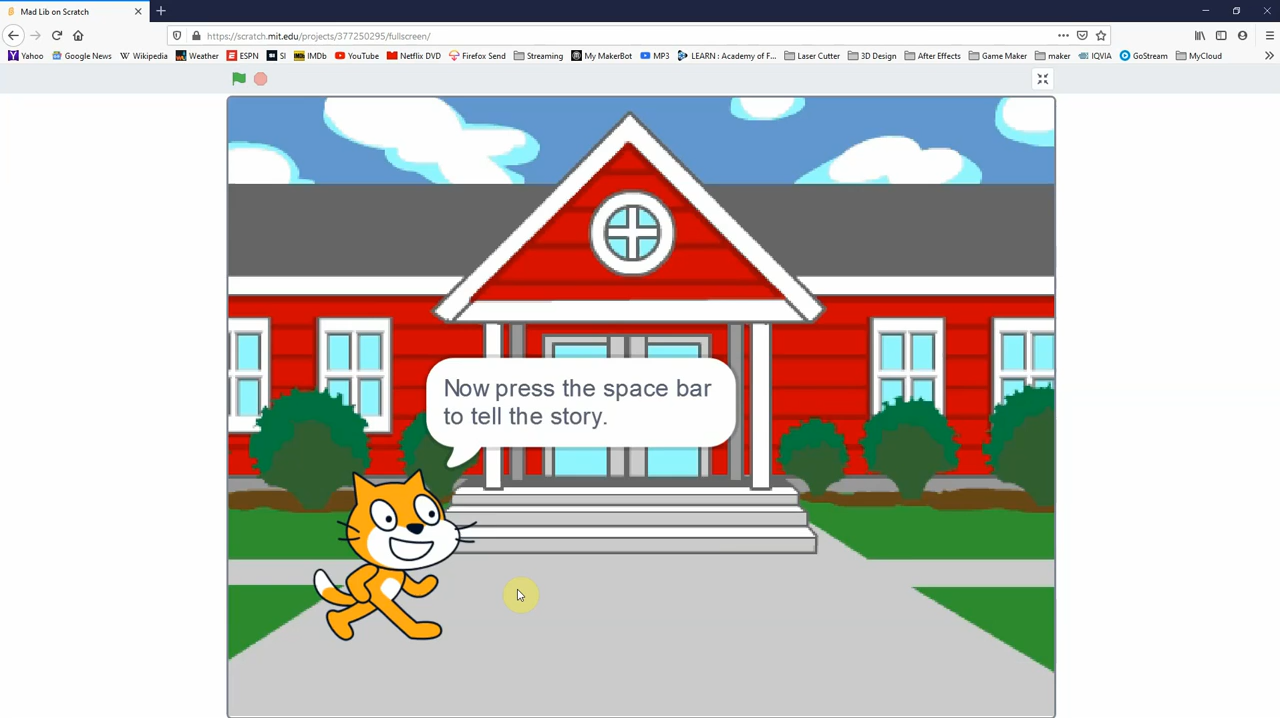 Mad Lib on Scratch
https://scratch.mit.edu/projects/377250295/fullscreen/
Yahoo Google News Wikipedia Weather ESPN SI IMDb YouTube Netflix DVD Firefox Send Streaming My MakerBot MP3 LEARN : Academy of F... Laser Cutter 3D Design After Effects Game Maker maker IQVIA GoStream MyCloud
Now press the space bar
to tell the story.